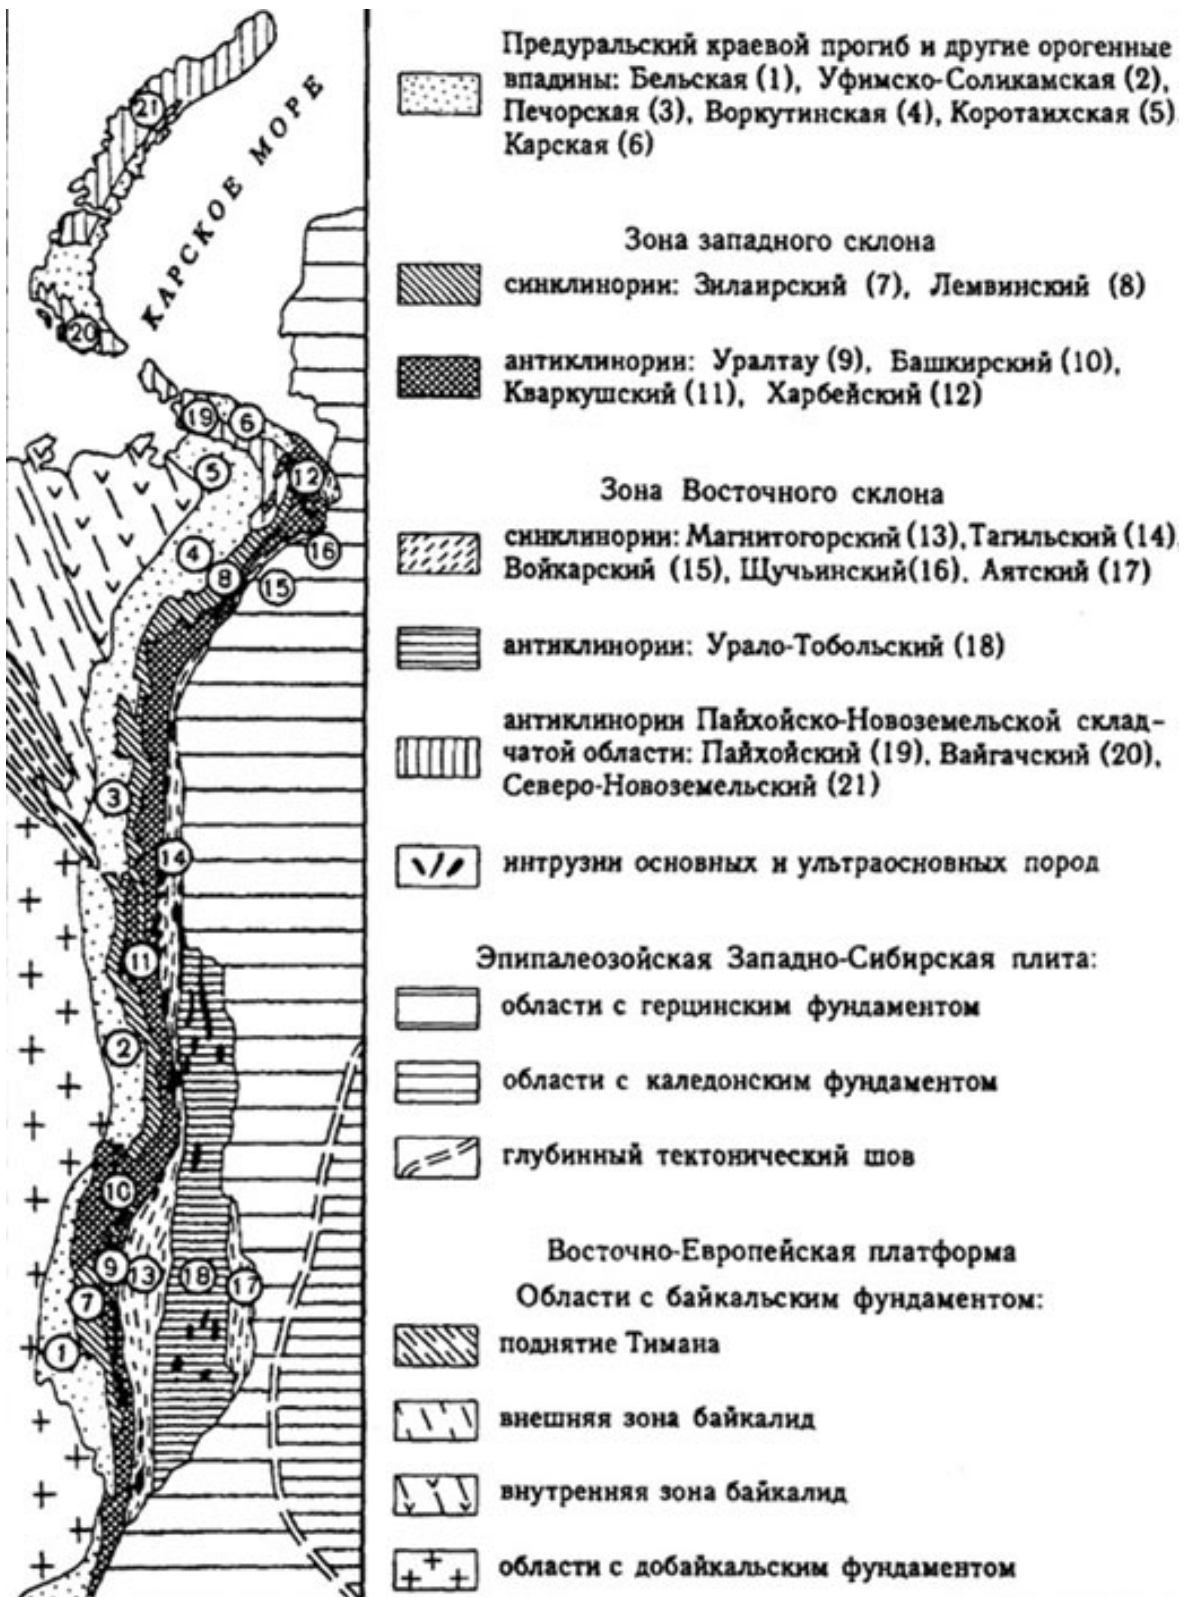 Предуральский краевой прогиб и другие орогенные
впадины: Бельская (1), Уфимско-Соликамская (2),
Печорская (3), Воркутинская (4), Коротаихская (5)
Карская (6)
Зона западного склона
синклинории: Зилаирский (7), Лемвинский (8)
антиклинории: Уралтау (9), Башкирский (10),
Кваркушский (11), Харбейский (12)
Зона Восточного склона
синклинории: Магнитогорский (13), Тагильский (14),
Войкарский (15), Щучьинский(16), Аятский (17)
антиклинории: Урало-Тобольский (18)
антиклинории Пайхойско-Новоземельской склад-
чатой области: Пайхойский (19), Вайгачский (20),
Северо-Новоземельский (21)
интрузии основных и ультраосновных пород
Эпипалеозойская Западно-Сибирская плита:
области с герцинским фундаментом
области с каледонским фундаментом
глубинный тектонический шов
Восточно-Европейская платформа
Области с байкальским фундаментом:
поднятие Тимана
внешняя зона байкалид
внутренняя зона байкалид
области с добайкальским фундаментом
КАРСКОЕ МОРЕ
21
20
19
6
5
12
4
16
8
15
3
14
11
2
10
9
13
18
17
7
1